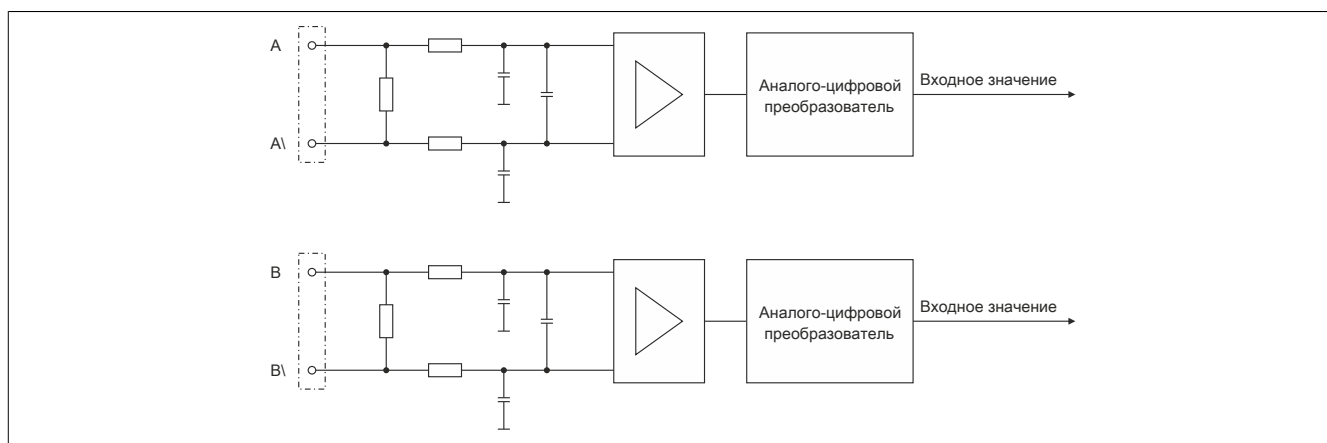 A
A\
Аналого-цифровой
преобразователь
Входное значение
B
B\
Аналого-цифровой
преобразователь
Входное значение